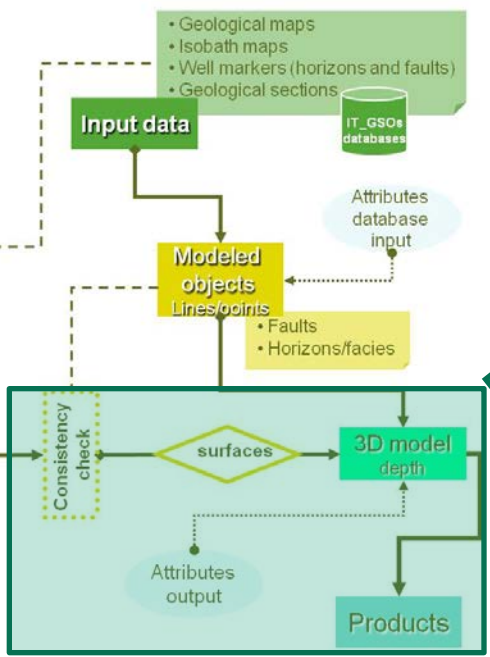 • Geological maps
• Isobath maps
• Well markers (horizons and faults)
• Geological sections
Input data
IT_GSOs
databases
Attributes
database
input
Modeled
objects
Lines/points
• Faults
• Horizons/facies
Consistency
check
surfaces
3D model
depth
Attributes
output
Products